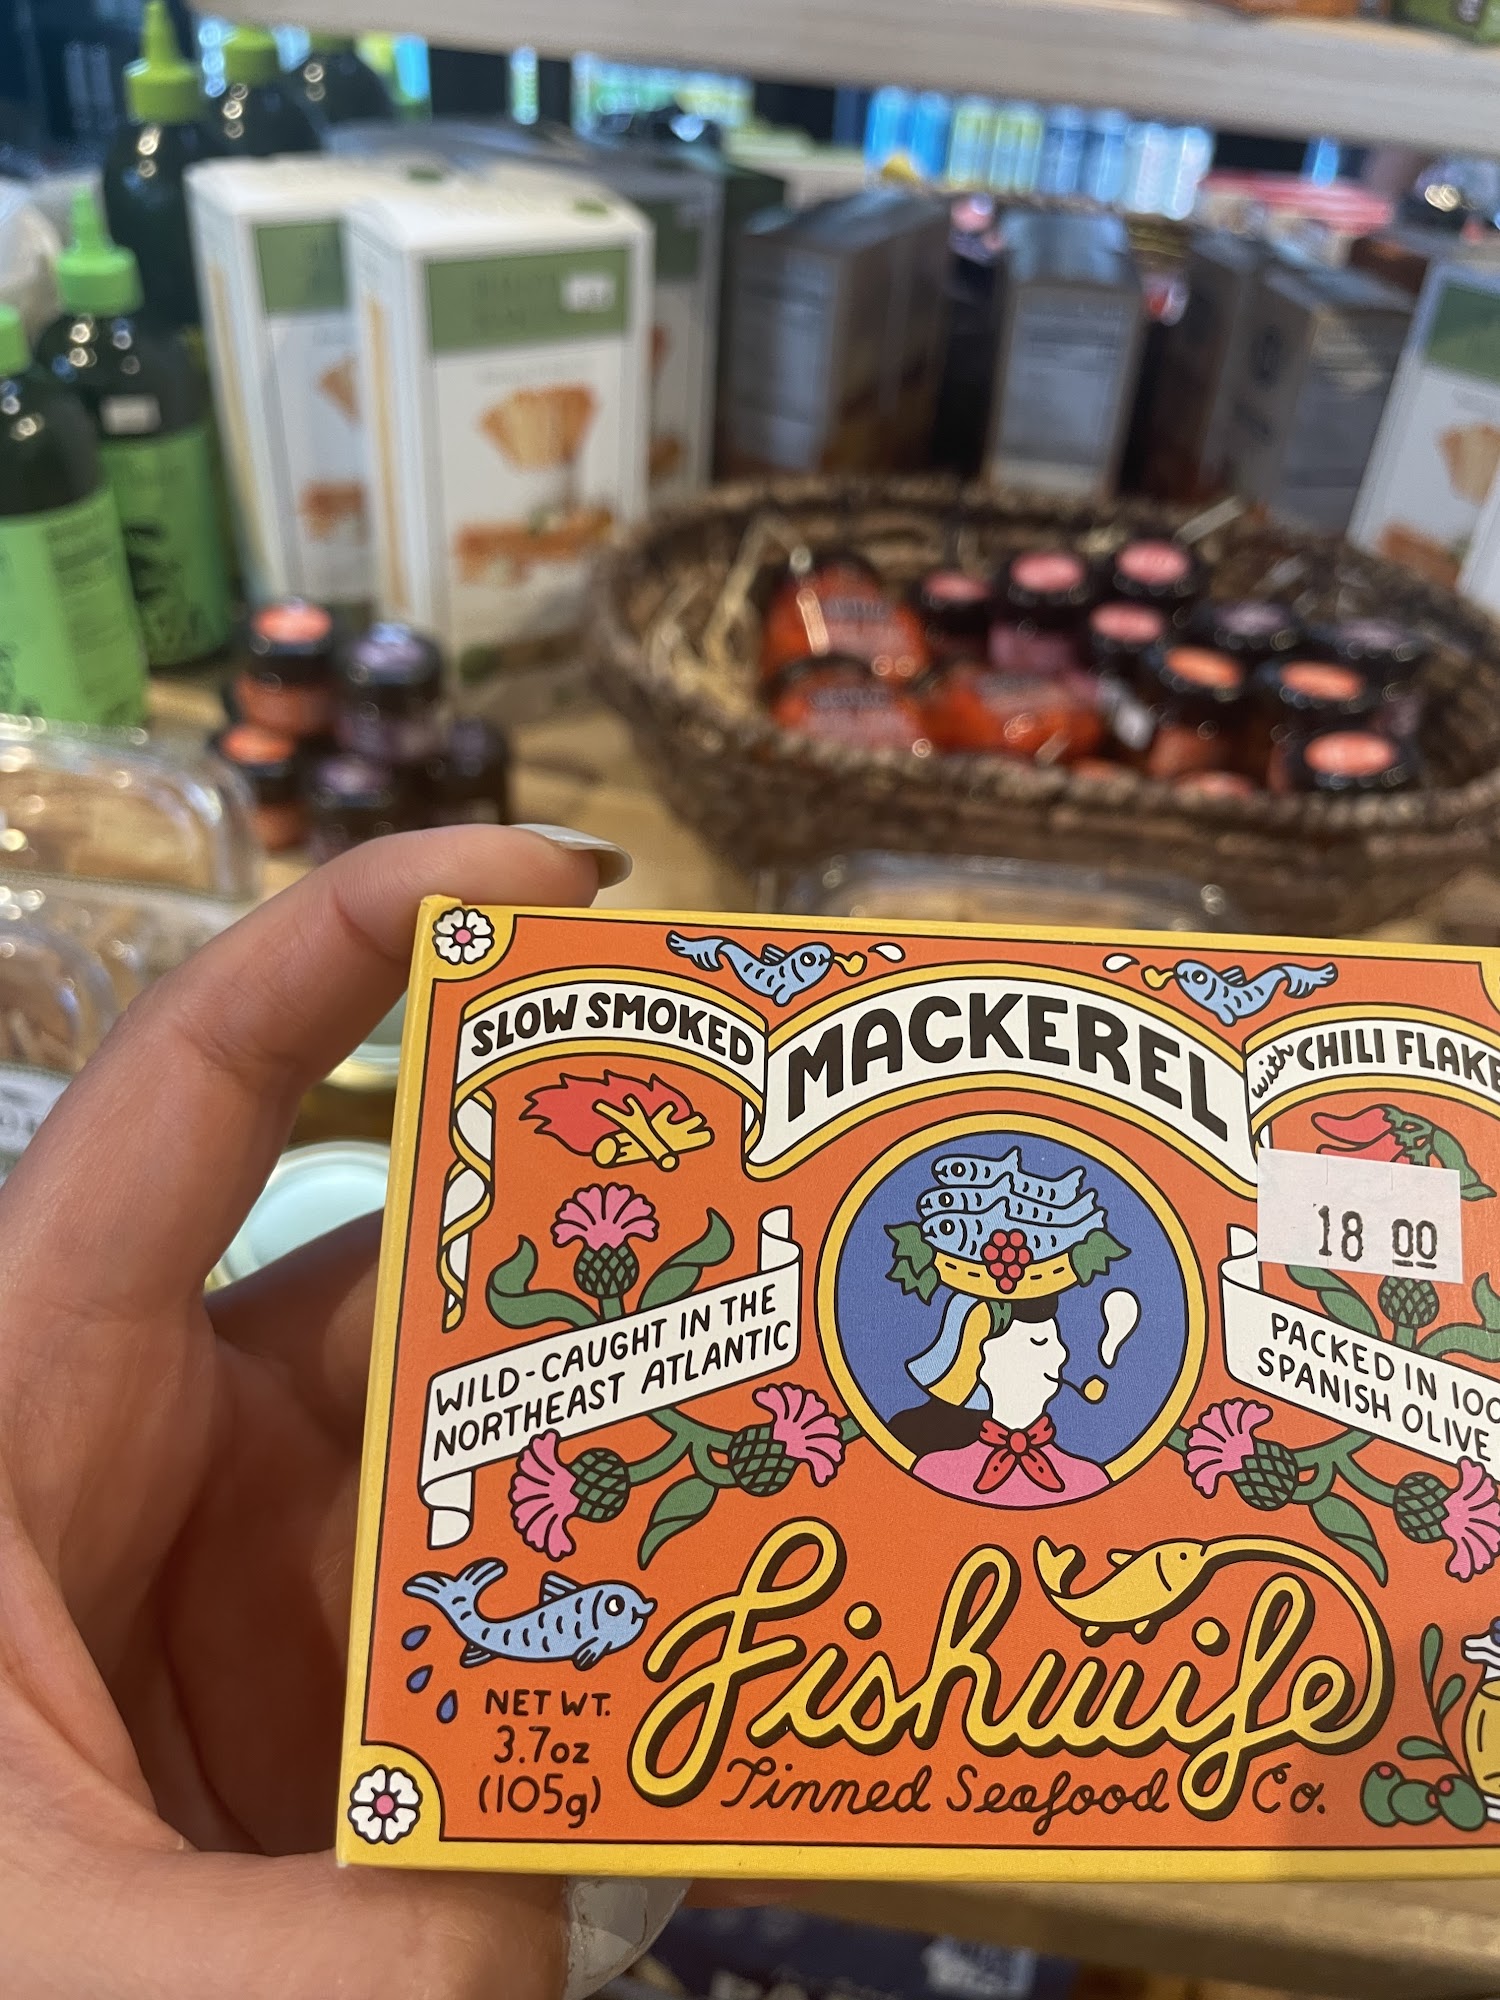 SLOW SMOKED
MACKEREL
with CHILI FLAKE
18 00
WILD-CAUGHT IN THE
NORTHEAST ATLANTIC
PACKED IN 100
SPANISH OLIVE
Fishwife
Tinned Seafood Co.
NET WT.
3.7oz
(105g)